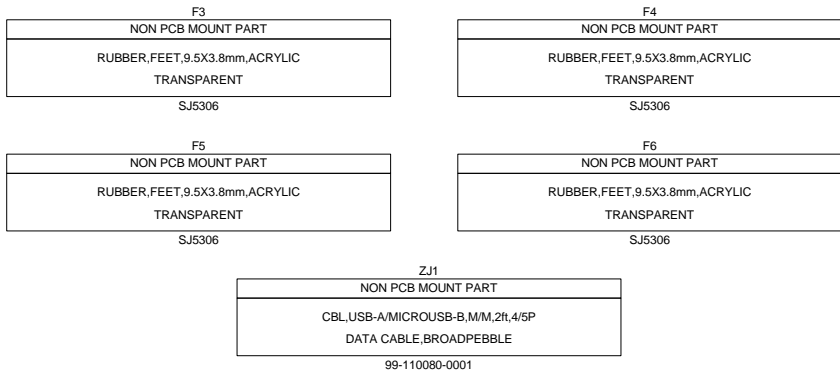 F3
NON PCB MOUNT PART
RUBBER,FEET,9.5X3.8mm,ACRYLIC
TRANSPARENT
SJ5306
F4
NON PCB MOUNT PART
RUBBER,FEET,9.5X3.8mm,ACRYLIC
TRANSPARENT
SJ5306
F5
NON PCB MOUNT PART
RUBBER,FEET,9.5X3.8mm,ACRYLIC
TRANSPARENT
SJ5306
F6
NON PCB MOUNT PART
RUBBER,FEET,9.5X3.8mm,ACRYLIC
TRANSPARENT
SJ5306
ZJ1
NON PCB MOUNT PART
CBL,USB-A/MICROUSB-B,M/M,2ft,4/5P
DATA CABLE,BROADPEBBLE
99-110080-0001